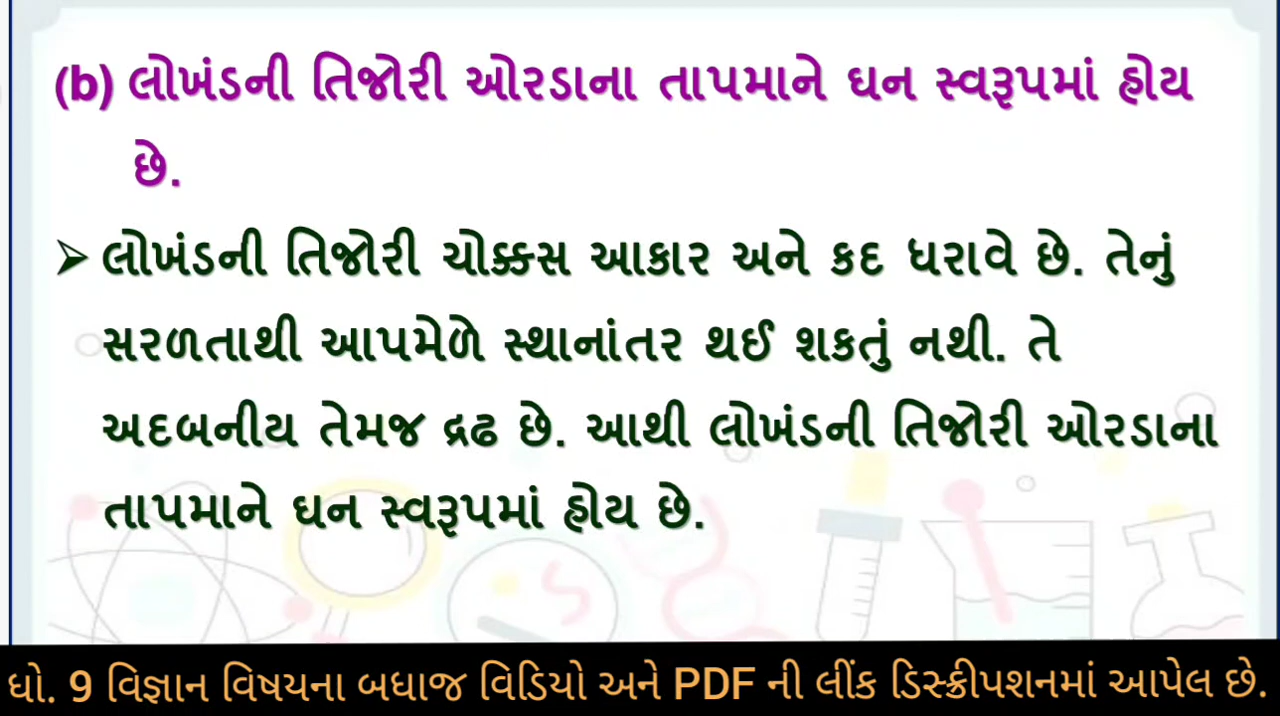 (b) લોખંડની તિજોરી ઓરડાના તાપમાને ઘન સ્વરૂપમાં હોય
છે.
➢ લોખંડની તિજોરી ચોક્કસ આકાર અને કદ ધરાવે છે. તેનું
સરળતાથી આપમેળે સ્થાનાંતર થઈ શકતું નથી. તે
અદબનીય તેમજ દ્રઢ છે. આથી લોખંડની તિજોરી ઓરડાના
તાપમાને ઘન સ્વરૂપમાં હોય છે.
ધો. 9 વિજ્ઞાન વિષયના બધાજ વિડિયો અને PDF ની લીંક ડિસ્ક્રીપશનમાં આપેલ છે.